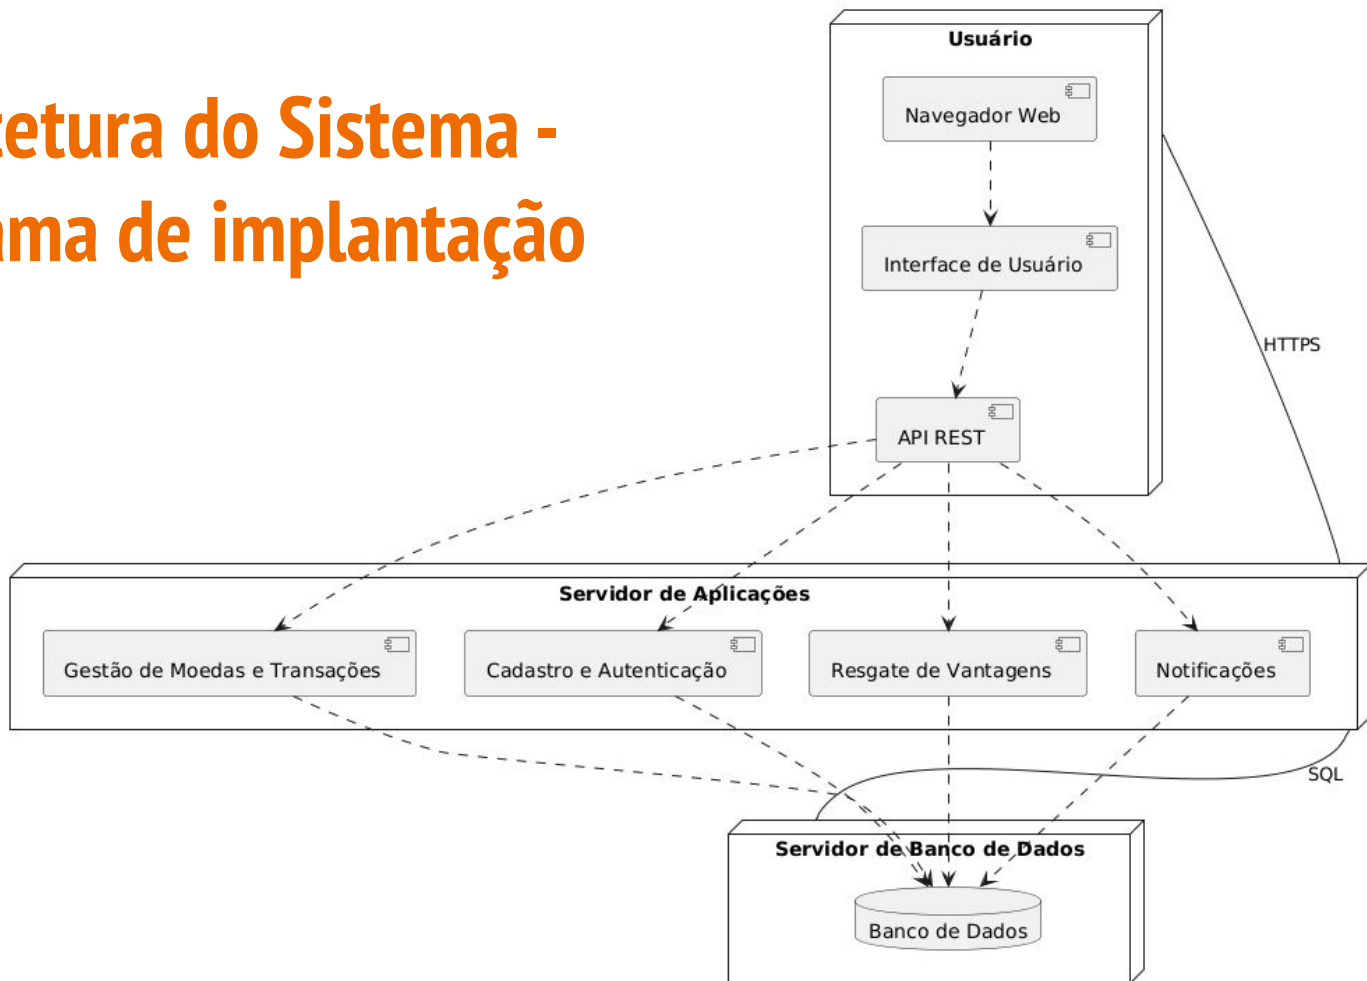 tetura do Sistema -
ama de implantação
Usuário
Navegador Web
Interface de Usuário
HTTPS
API REST
Servidor de Aplicações
Gestão de Moedas e Transações
Cadastro e Autenticação
Resgate de Vantagens
Notificações
SQL
Servidor de Banco de Dados
Banco de Dados